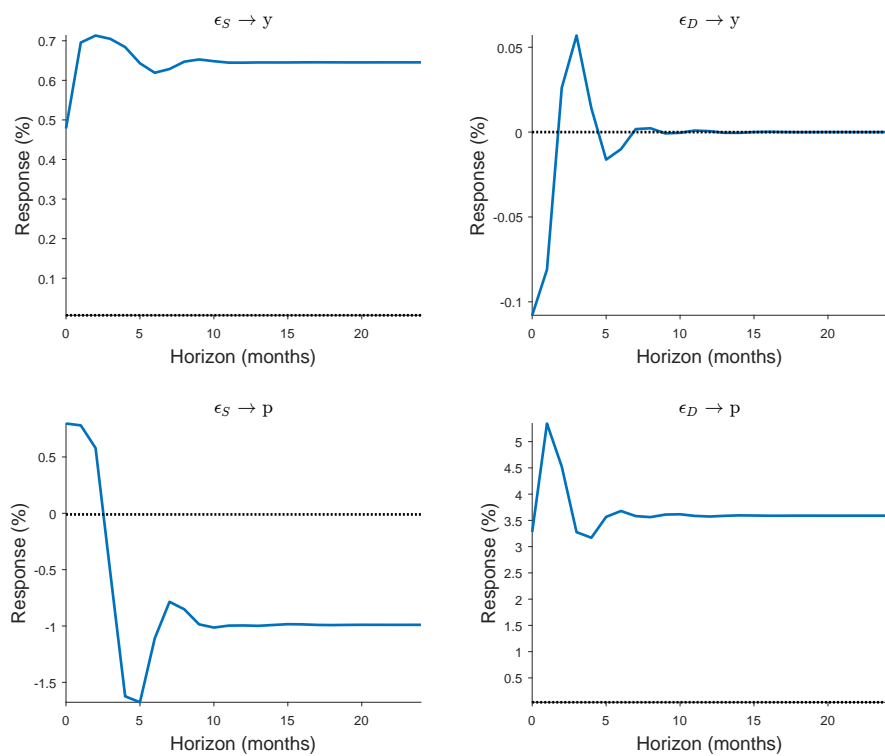 ϵ_S → y
Response (%)
0.7
0.6
0.5
0.4
0.3
0.2
0.1
0 5 10 15 20
Horizon (months)
ϵ_D → y
Response (%)
0.05
0
-0.05
-0.1
0 5 10 15 20
Horizon (months)
ϵ_S → p
Response (%)
0.5
0
-0.5
-1
-1.5
0 5 10 15 20
Horizon (months)
ϵ_D → p
Response (%)
5
4.5
4
3.5
3
2.5
2
1.5
1
0.5
0 5 10 15 20
Horizon (months)